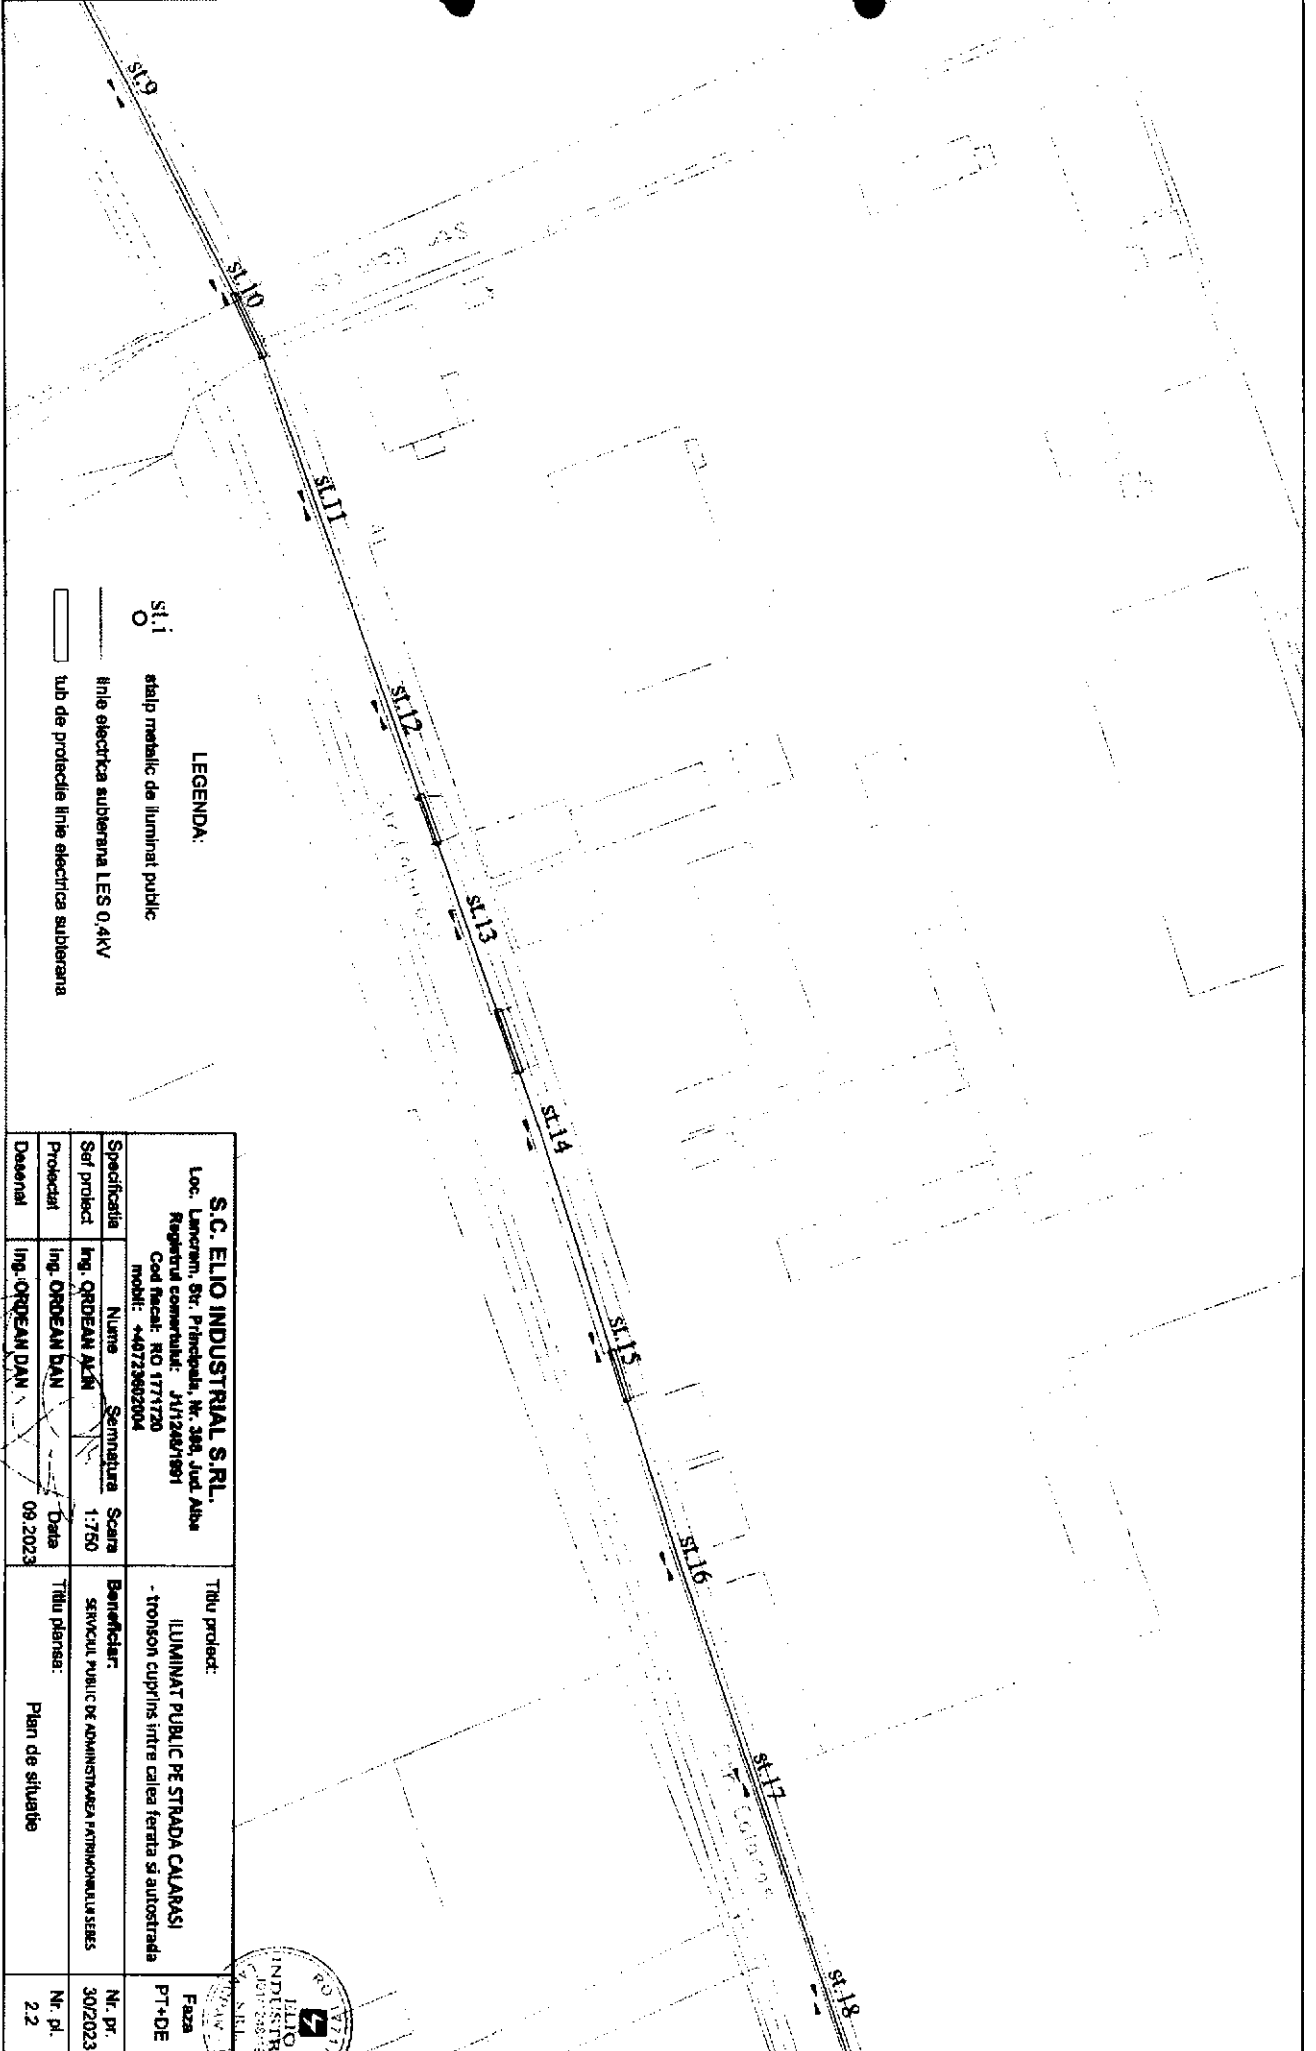 st.9
st.10
st.11
st.12
st.13
st.14
st.15
st.16
st.17
st.18
LEGENDA:
st.i
stalp metalic de iluminat public
linie electrica subterana LES 0,4kV
tub de protectie linie electrica subterana
S.C. ELIO INDUSTRIAL S.RL.
Loc. Lancram, Str. Principala, Nr. 388, Jud. Alba
Registrul comertului: J1/1248/1991
Cod fiscal: RO 1771720
mobil: +40723602004
Specificatie Nume Semnatura Scara
Sef proiect Ing. ORDEAN ALIN 1:750
Proiectat Ing. ORDEAN DAN Data
Desenat Ing. ORDEAN DAN 09.2023
Titlu proiect:
ILUMINAT PUBLIC PE STRADA CALARASI
- tronson cuprins intre calea ferata si autostrada
Beneficiar:
SERVICIUL PUBLIC DE ADMINISTRAREA PATRIMONIULUI SEBES
Titlu plansa:
Plan de situatie
Faza
PT+DE
Nr. pr.
30/2023
Nr. pl.
2.2
ELIO